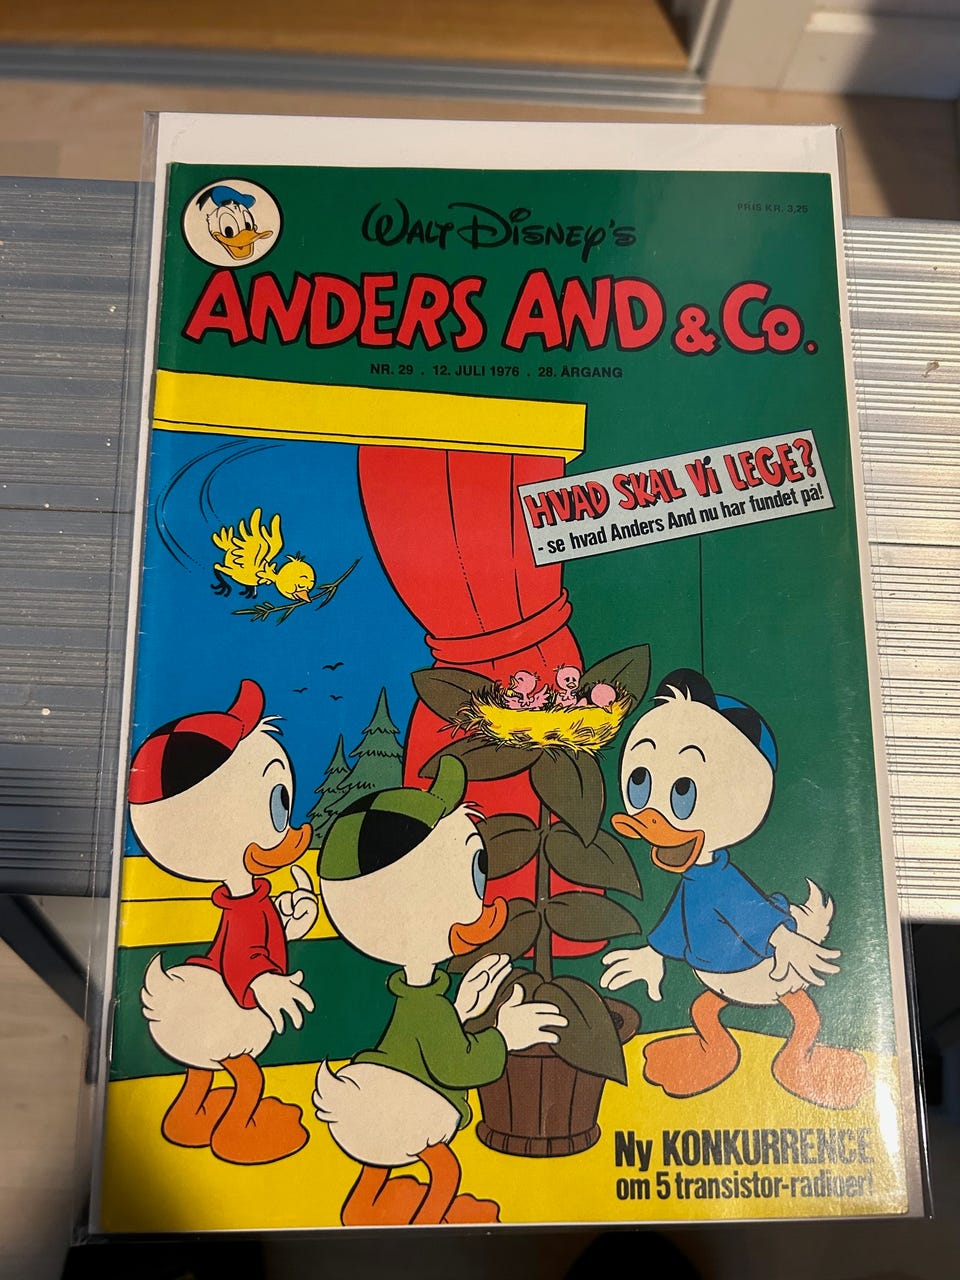 PRIS KR. 3,25
WALT DISNEY'S
ANDERS AND & CO.
NR. 29 . 12. JULI 1976 . 28. ÅRGANG
HVAD SKAL Vi LEGE?
- se hvad Anders And nu har fundet på!
Ny KONKURRENCE
om 5 transistor-radioer!